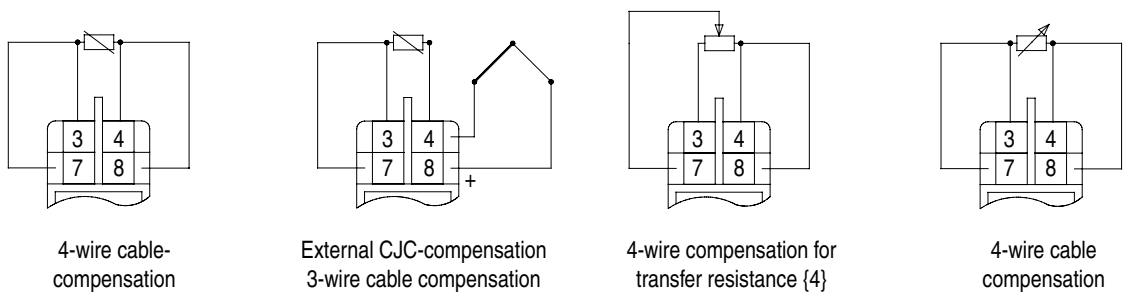 3 4
7 8
4-wire cable-
compensation
3 4
7 8
+
External CJC-compensation
3-wire cable compensation
3 4
7 8
4-wire compensation for
transfer resistance {4}
3 4
7 8
4-wire cable
compensation